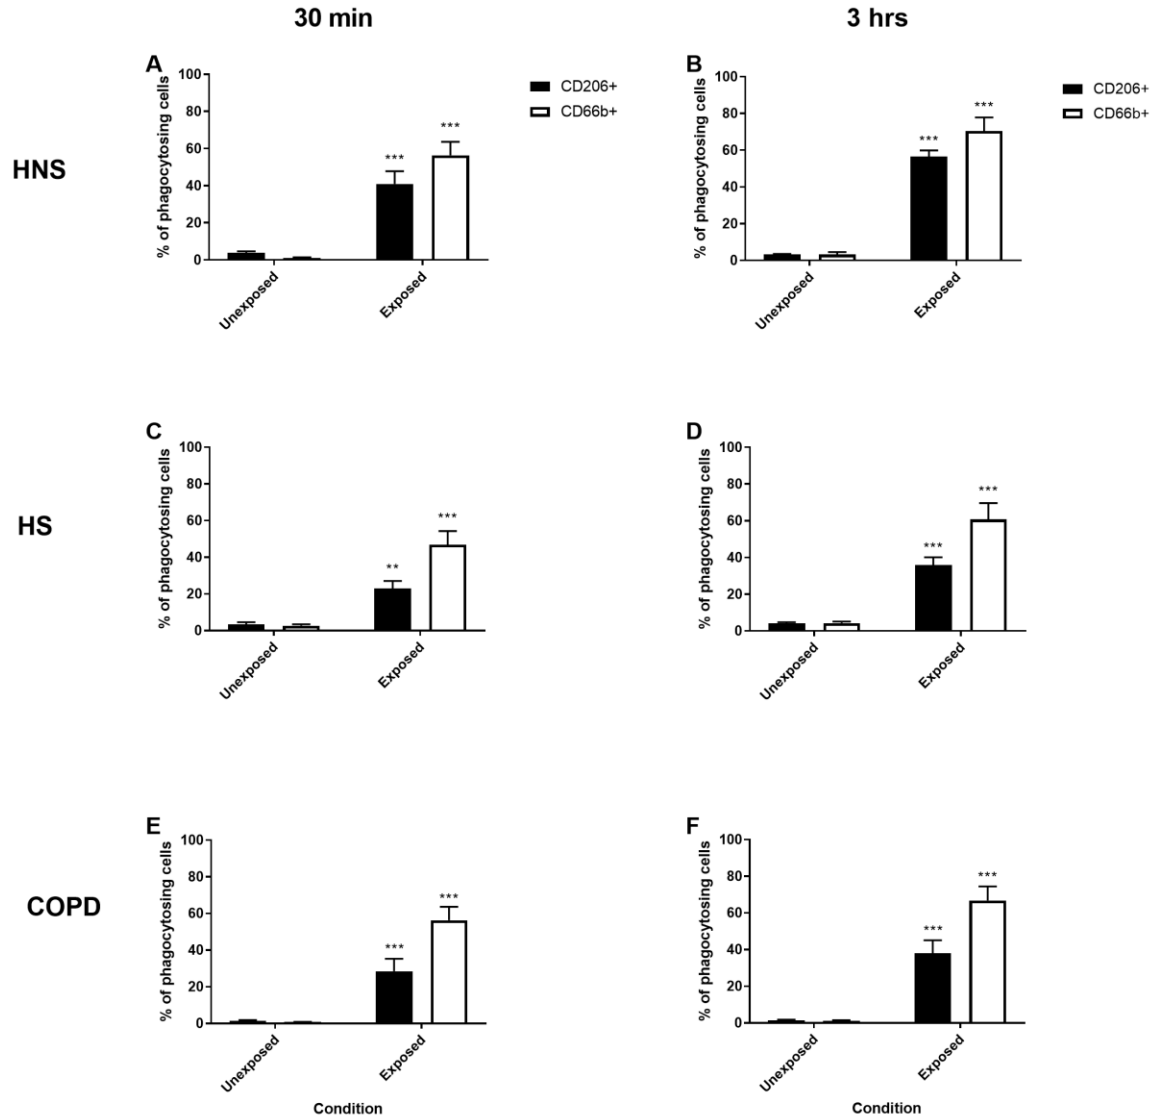 30 min
3 hrs
HNS
A
% of phagocytosing cells
100
80
60
40
20
0
***
***
CD206+
CD66b+
Unexposed
Exposed
B
% of phagocytosing cells
100
80
60
40
20
0
***
***
CD206+
CD66b+
Unexposed
Exposed
HS
C
% of phagocytosing cells
100
80
60
40
20
0
**
***
Unexposed
Exposed
D
% of phagocytosing cells
100
80
60
40
20
0
***
***
Unexposed
Exposed
COPD
E
% of phagocytosing cells
100
80
60
40
20
0
***
***
Unexposed
Exposed
Condition
F
% of phagocytosing cells
100
80
60
40
20
0
***
***
Unexposed
Exposed
Condition